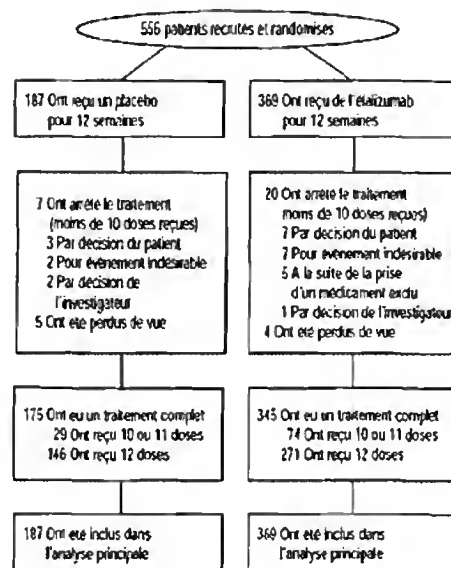 556 patients recrutés et randomisés
187 Ont reçu un placebo
pour 12 semaines
369 Ont reçu de l'éfalizumab
pour 12 semaines
7 Ont arrêté le traitement
(moins de 10 doses reçues)
3 Par décision du patient
2 Pour évènement indésirable
2 Par décision de
l'investigateur
5 Ont été perdus de vue
20 Ont arrêté le traitement
moins de 10 doses reçues)
7 Par décision du patient
7 Pour évènement indésirable
5 A la suite de la prise
d'un médicament exclu
1 Par décision de l'investigateur
4 Ont été perdus de vue
175 Ont eu un traitement complet
29 Ont reçu 10 ou 11 doses
146 Ont reçu 12 doses
345 Ont eu un traitement complet
74 Ont reçu 10 ou 11 doses
271 Ont reçu 12 doses
187 Ont été inclus dans
l'analyse principale
369 Ont été inclus dans
l'analyse principale